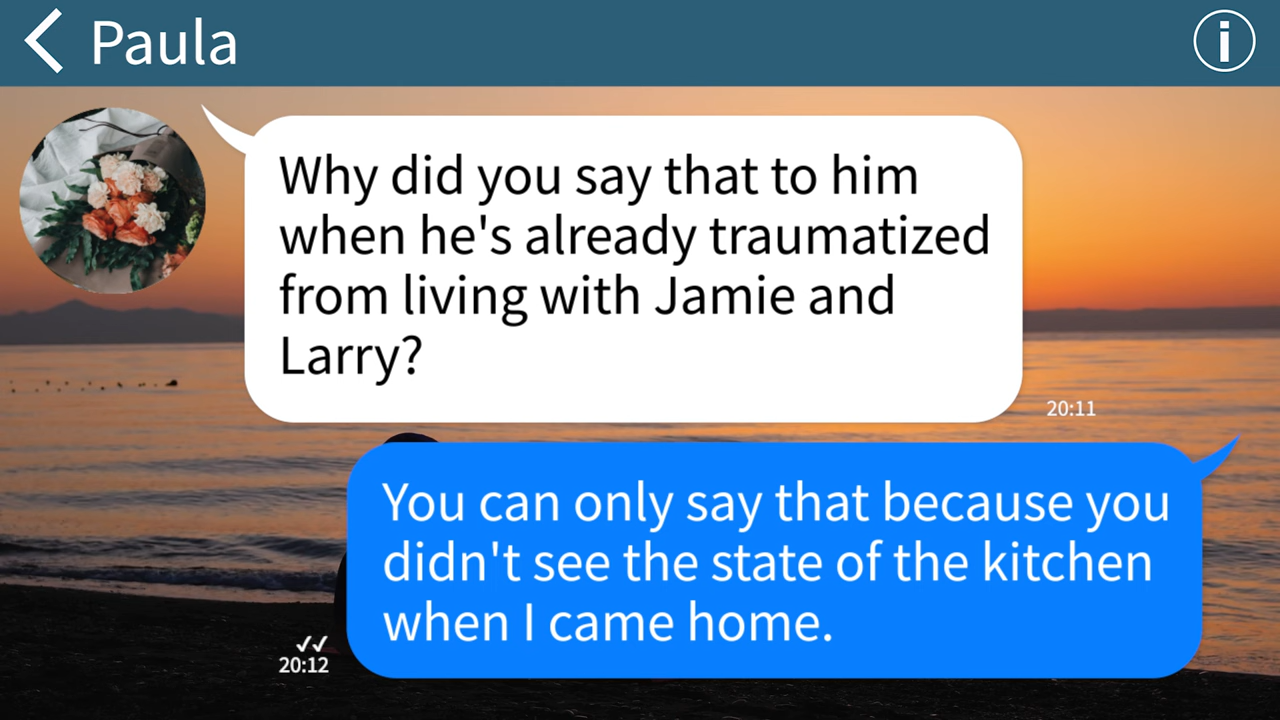 Paula
Why did you say that to him
when he's already traumatized
from living with Jamie and
Larry?
20:11
You can only say that because you
didn't see the state of the kitchen
when I came home.
20:12